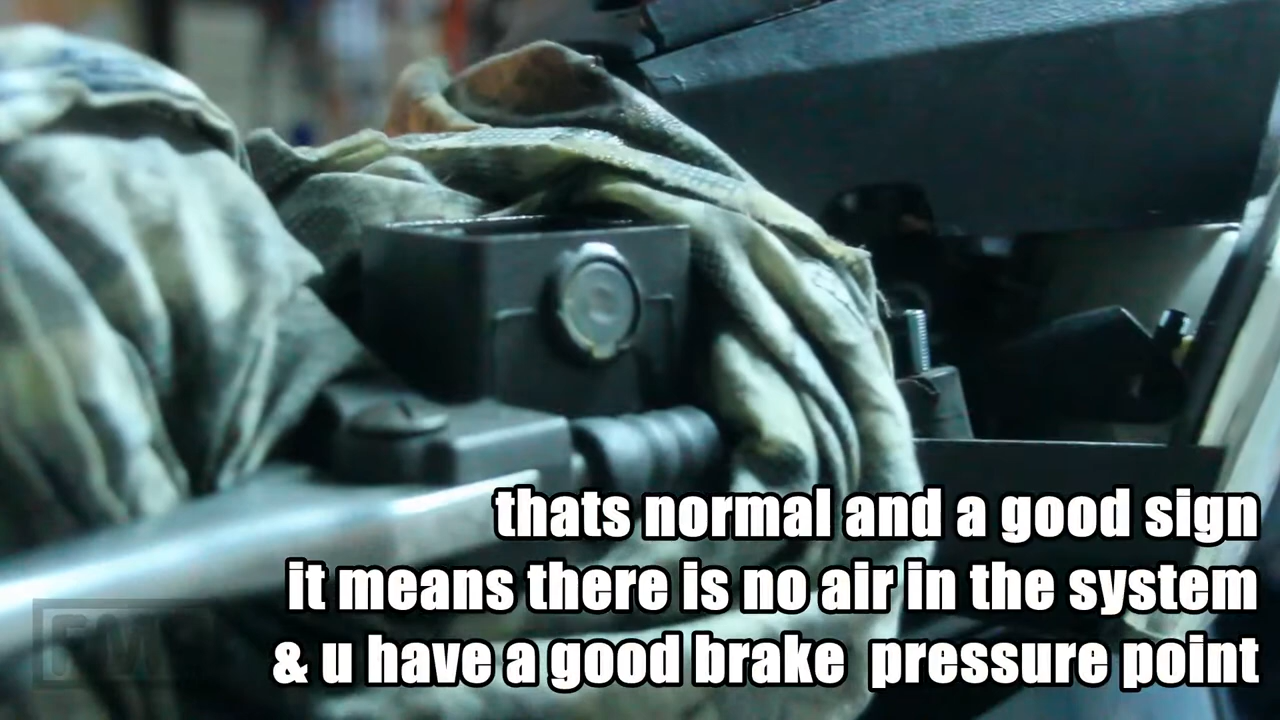 thats normal and a good sign
it means there is no air in the system
& u have a good brake pressure point